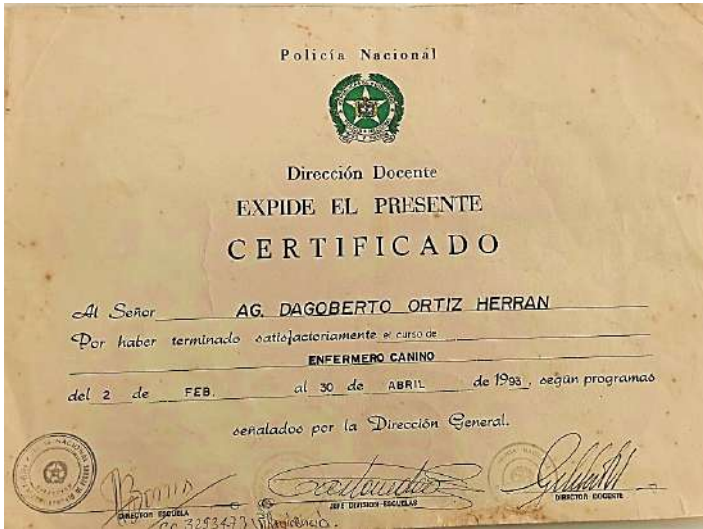 Policía Nacional
Dirección Docente
EXPIDE EL PRESENTE
CERTIFICADO
Al Señor AG. DAGOBERTO ORTIZ HERRAN
Por haber terminado satisfactoriamente el curso de
ENFERMERO CANINO
del 2 de FEB. al 30 de ABRIL de 1993, según programas
señalados por la Dirección General.
DIRECTOR ESCUELA JEFE DIVISION ESCUELAS DIRECTOR DOCENTE